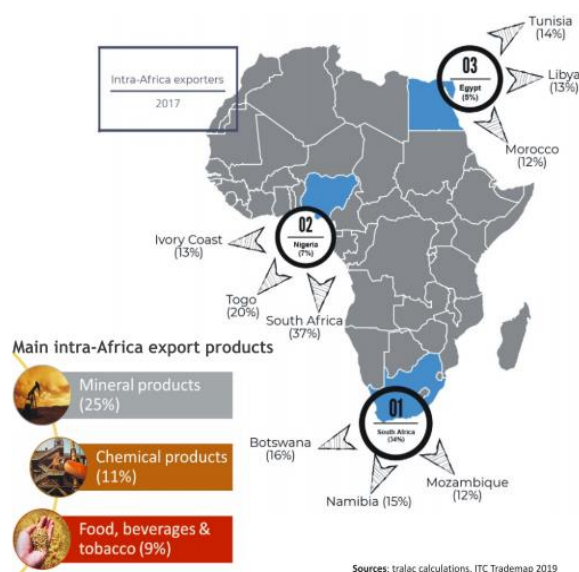 Intra-Africa exporters
2017
Tunisia
(14%)
03
Egypt
(5%)
Libya
(13%)
Morocco
(12%)
02
Nigeria
(7%)
Ivory Coast
(13%)
Togo
(20%)
South Africa
(37%)
Main intra-Africa export products
Mineral products
(25%)
Chemical products
(11%)
Food, beverages &
tobacco (9%)
01
South Africa
(34%)
Botswana
(16%)
Namibia (15%)
Mozambique
(12%)
Sources: tralac calculations, ITC Trademap 2019